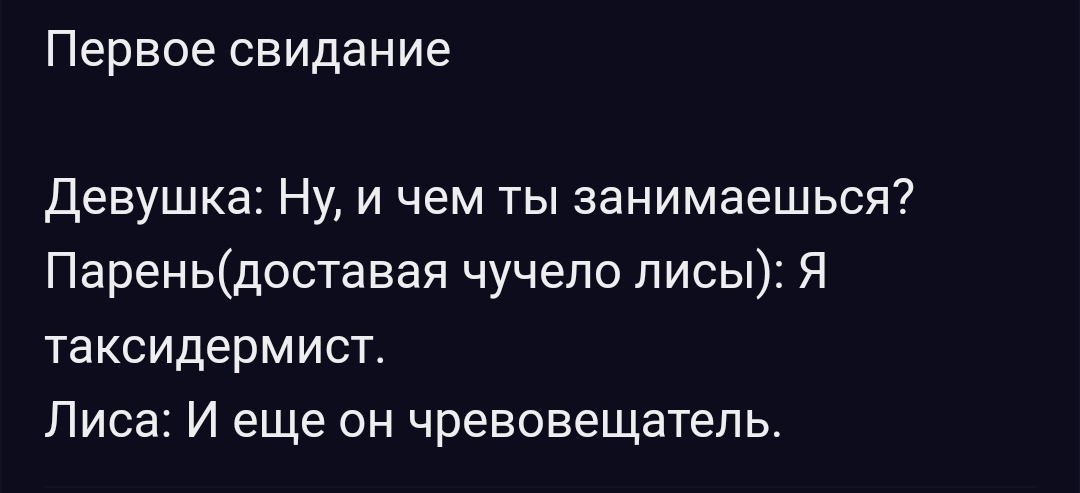 Первое свидание
Девушка: Ну, и чем ты занимаешься?
Парень(доставая чучело лисы): Я
таксидермист.
Лиса: И еще он чревовещатель.